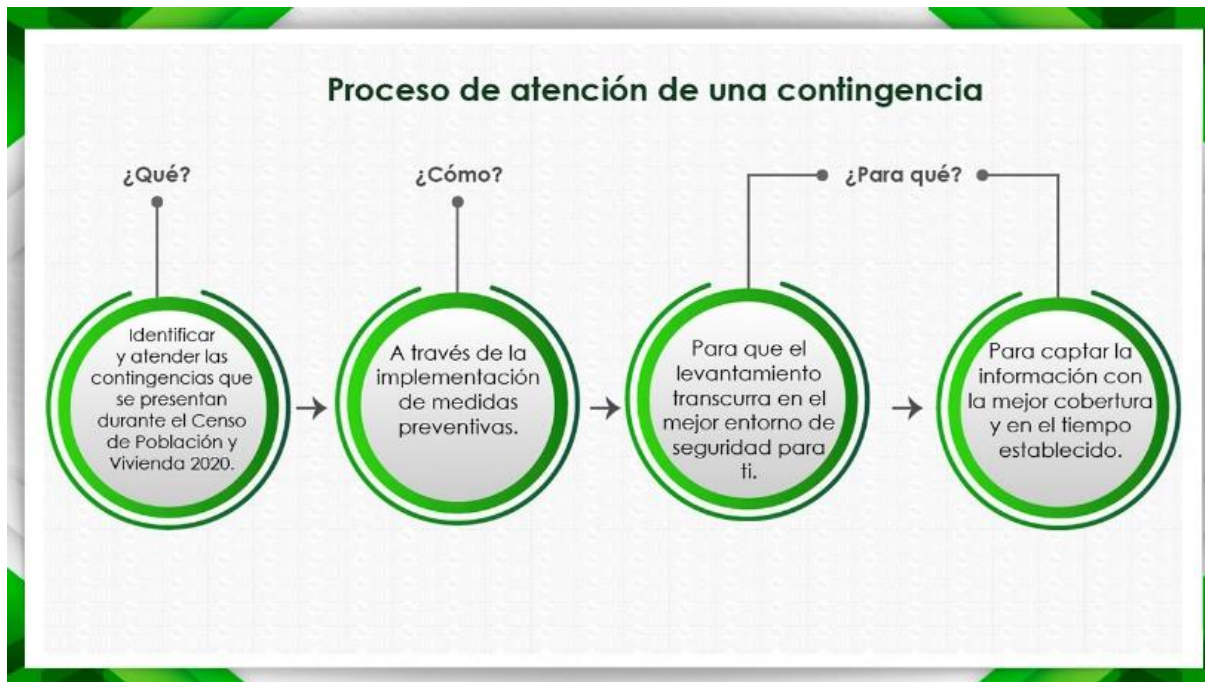 Proceso de atención de una contingencia
¿Qué?
¿Cómo?
¿Para qué?
Identificar
y atender las
contingencias que
se presentan
durante el Censo
de Población y
Vivienda 2020.
A través de la
implementación
de medidas
preventivas.
Para que el
levantamiento
transcurra en el
mejor entorno de
seguridad para
ti.
Para captar la
información con
la mejor cobertura
y en el tiempo
establecido.